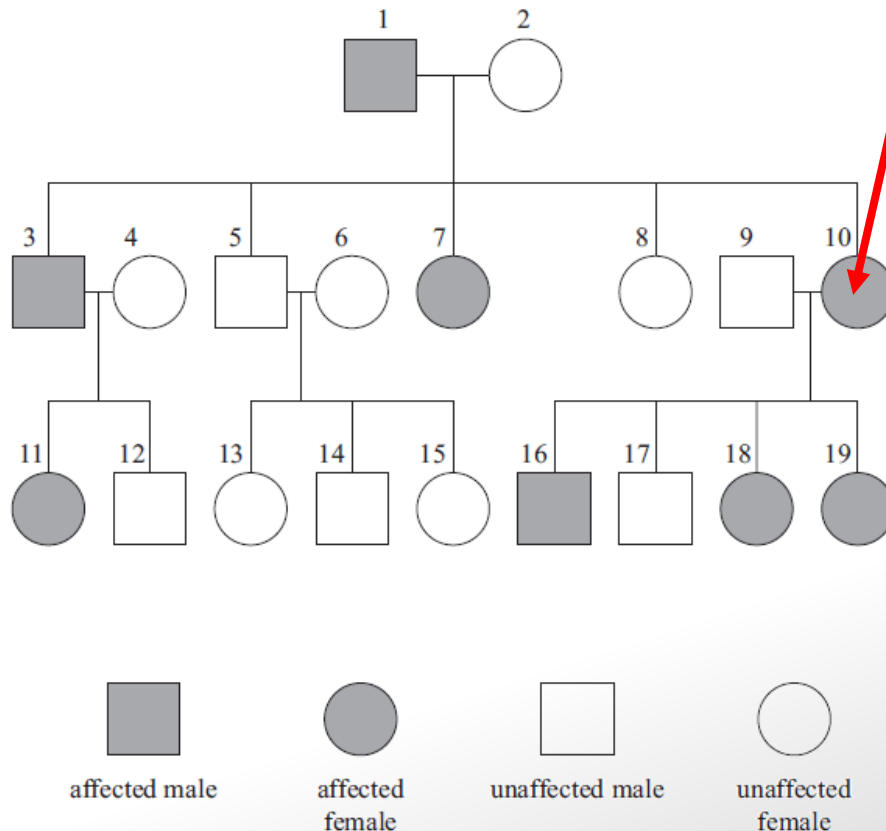 1 2
3 4 5 6 7 8 9 10
11 12 13 14 15 16 17 18 19
affected male affected unaffected male unaffected
female female